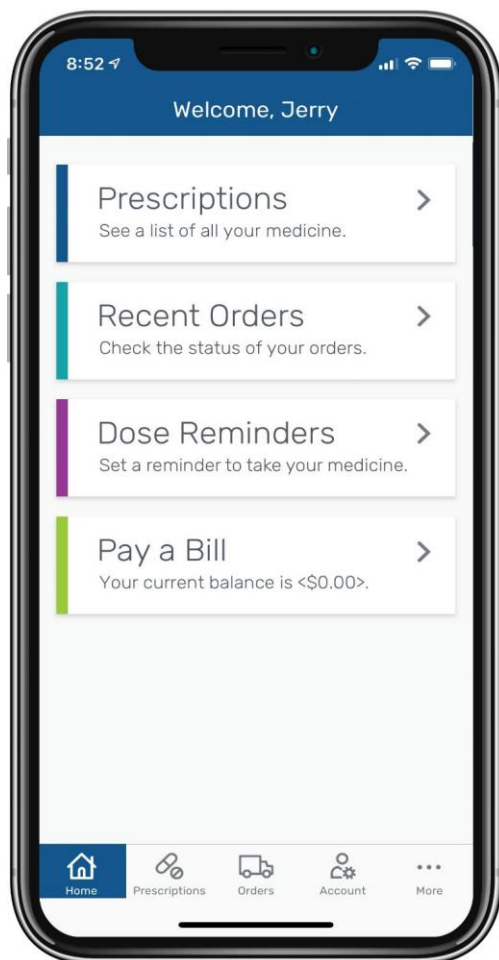 8:52
Welcome, Jerry
Prescriptions
See a list of all your medicine.
Recent Orders
Check the status of your orders.
Dose Reminders
Set a reminder to take your medicine.
Pay a Bill
Your current balance is <$0.00>.
Home Prescriptions Orders Account More